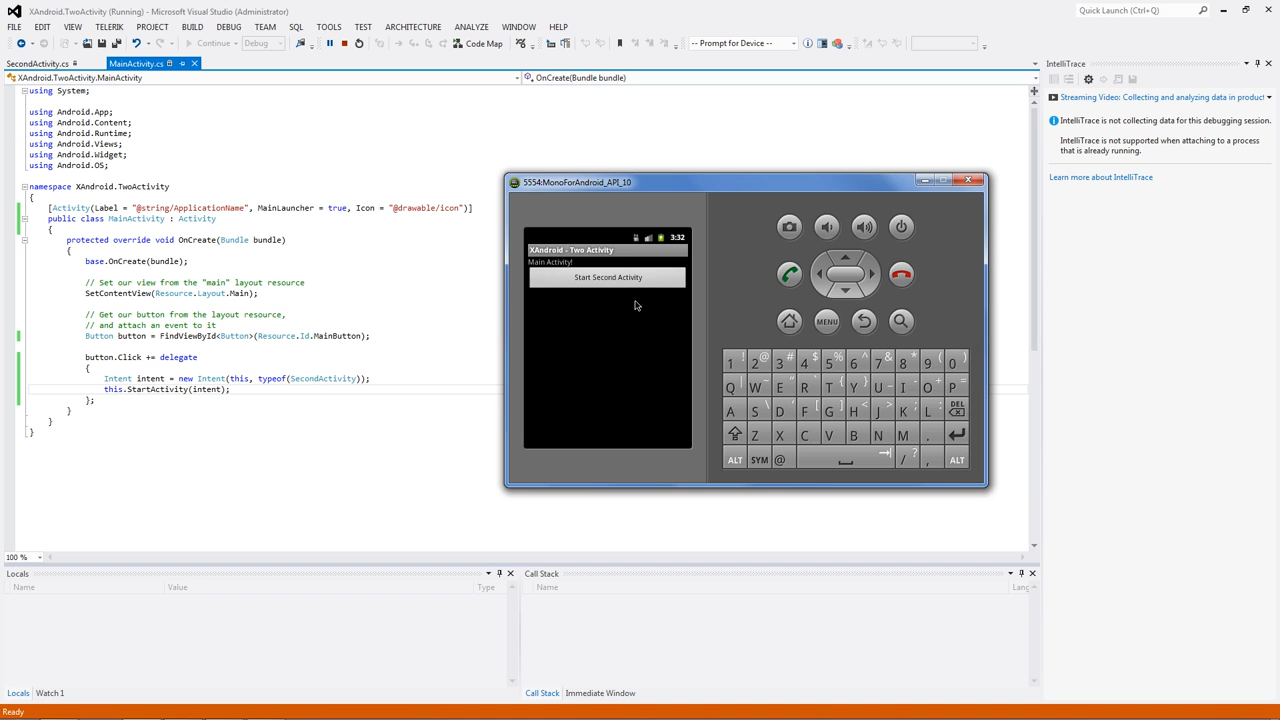 XAndroid.TwoActivity (Running) - Microsoft Visual Studio (Administrator)
Quick Launch (Ctrl+Q)
FILE EDIT VIEW TELERIK PROJECT BUILD DEBUG TEAM SQL TOOLS TEST ARCHITECTURE ANALYZE WINDOW HELP
Continue Debug Code Map -- Prompt for Device --
SecondActivity.cs MainActivity.cs
XAndroid.TwoActivity.MainActivity OnCreate(Bundle bundle)
using System;
using Android.App;
using Android.Content;
using Android.Runtime;
using Android.Views;
using Android.Widget;
using Android.OS;
namespace XAndroid.TwoActivity
{
[Activity(Label = "@string/ApplicationName", MainLauncher = true, Icon = "@drawable/icon")]
public class MainActivity : Activity
{
protected override void OnCreate(Bundle bundle)
{
base.OnCreate(bundle);
// Set our view from the "main" layout resource
SetContentView(Resource.Layout.Main);
// Get our button from the layout resource,
// and attach an event to it
Button button = FindViewById<Button>(Resource.Id.MainButton);
button.Click += delegate
{
Intent intent = new Intent(this, typeof(SecondActivity));
this.StartActivity(intent);
};
}
}
}
100 %
5554:MonoForAndroid_API_10
3:32
XAndroid - Two Activity
Main Activity!
Start Second Activity
MENU
1 ! 2 @ 3 # 4 $ 5 % 6 ^ 7 & 8 * 9 ( 0 )
Q W E R T Y U I O P
A S D F G H J K L DEL
Z X C V B N M .
ALT SYM @ / ? , ALT
IntelliTrace
Streaming Video: Collecting and analyzing data in product
IntelliTrace is not collecting data for this debugging session.
IntelliTrace is not supported when attaching to a process
that is already running.
Learn more about IntelliTrace
Locals
Name Value Type
Call Stack
Name Lang
Locals Watch 1
Call Stack Immediate Window
Ready